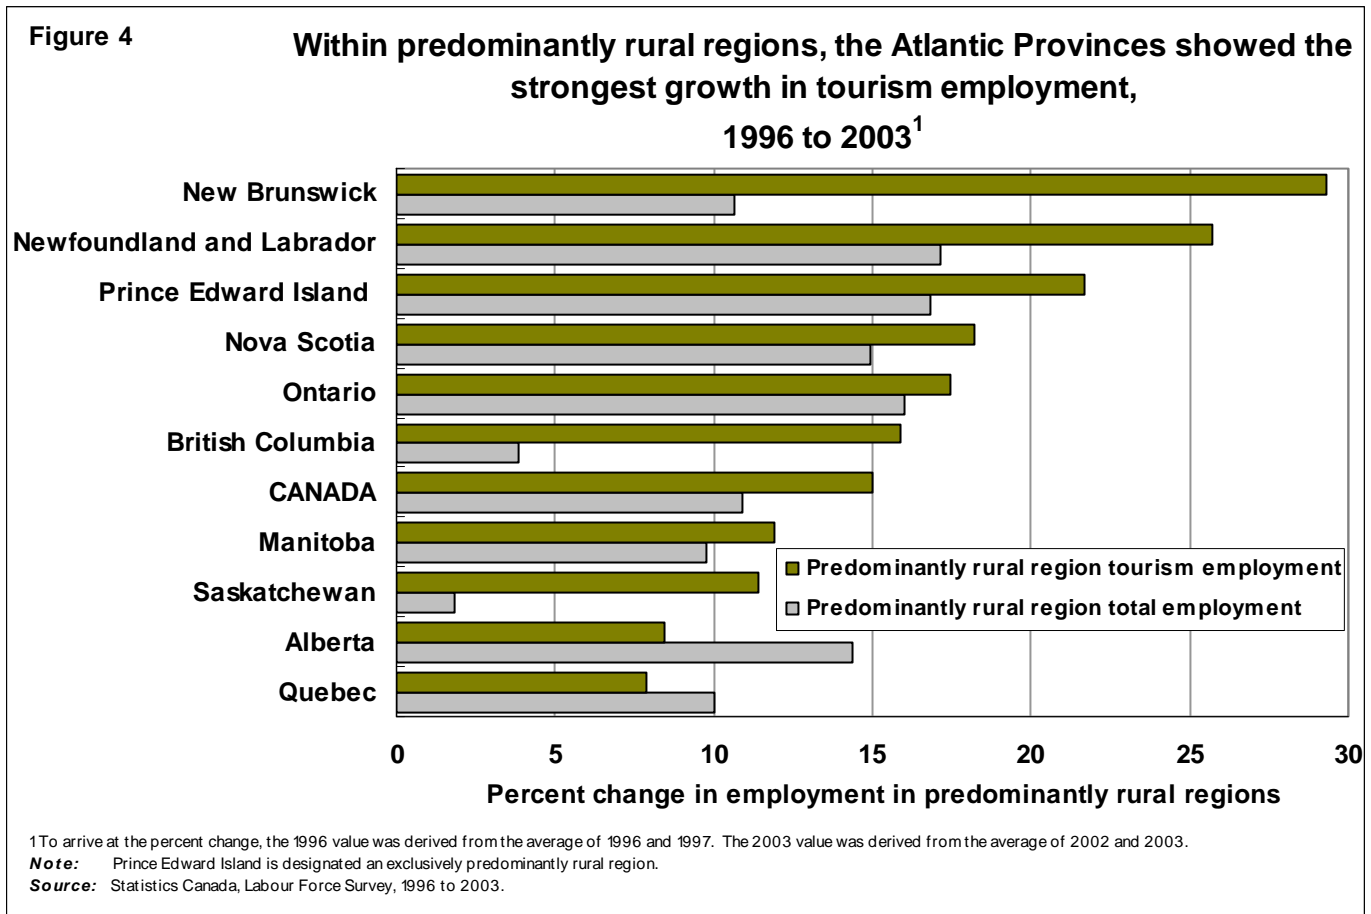 Figure 4
Within predominantly rural regions, the Atlantic Provinces showed the
strongest growth in tourism employment,
1996 to 2003¹
New Brunswick
Newfoundland and Labrador
Prince Edward Island
Nova Scotia
Ontario
British Columbia
CANADA
Manitoba
Saskatchewan
Alberta
Quebec
Predominantly rural region tourism employment
Predominantly rural region total employment
0 5 10 15 20 25 30
Percent change in employment in predominantly rural regions
1 To arrive at the percent change, the 1996 value was derived from the average of 1996 and 1997. The 2003 value was derived from the average of 2002 and 2003.
Note: Prince Edward Island is designated an exclusively predominantly rural region.
Source: Statistics Canada, Labour Force Survey, 1996 to 2003.